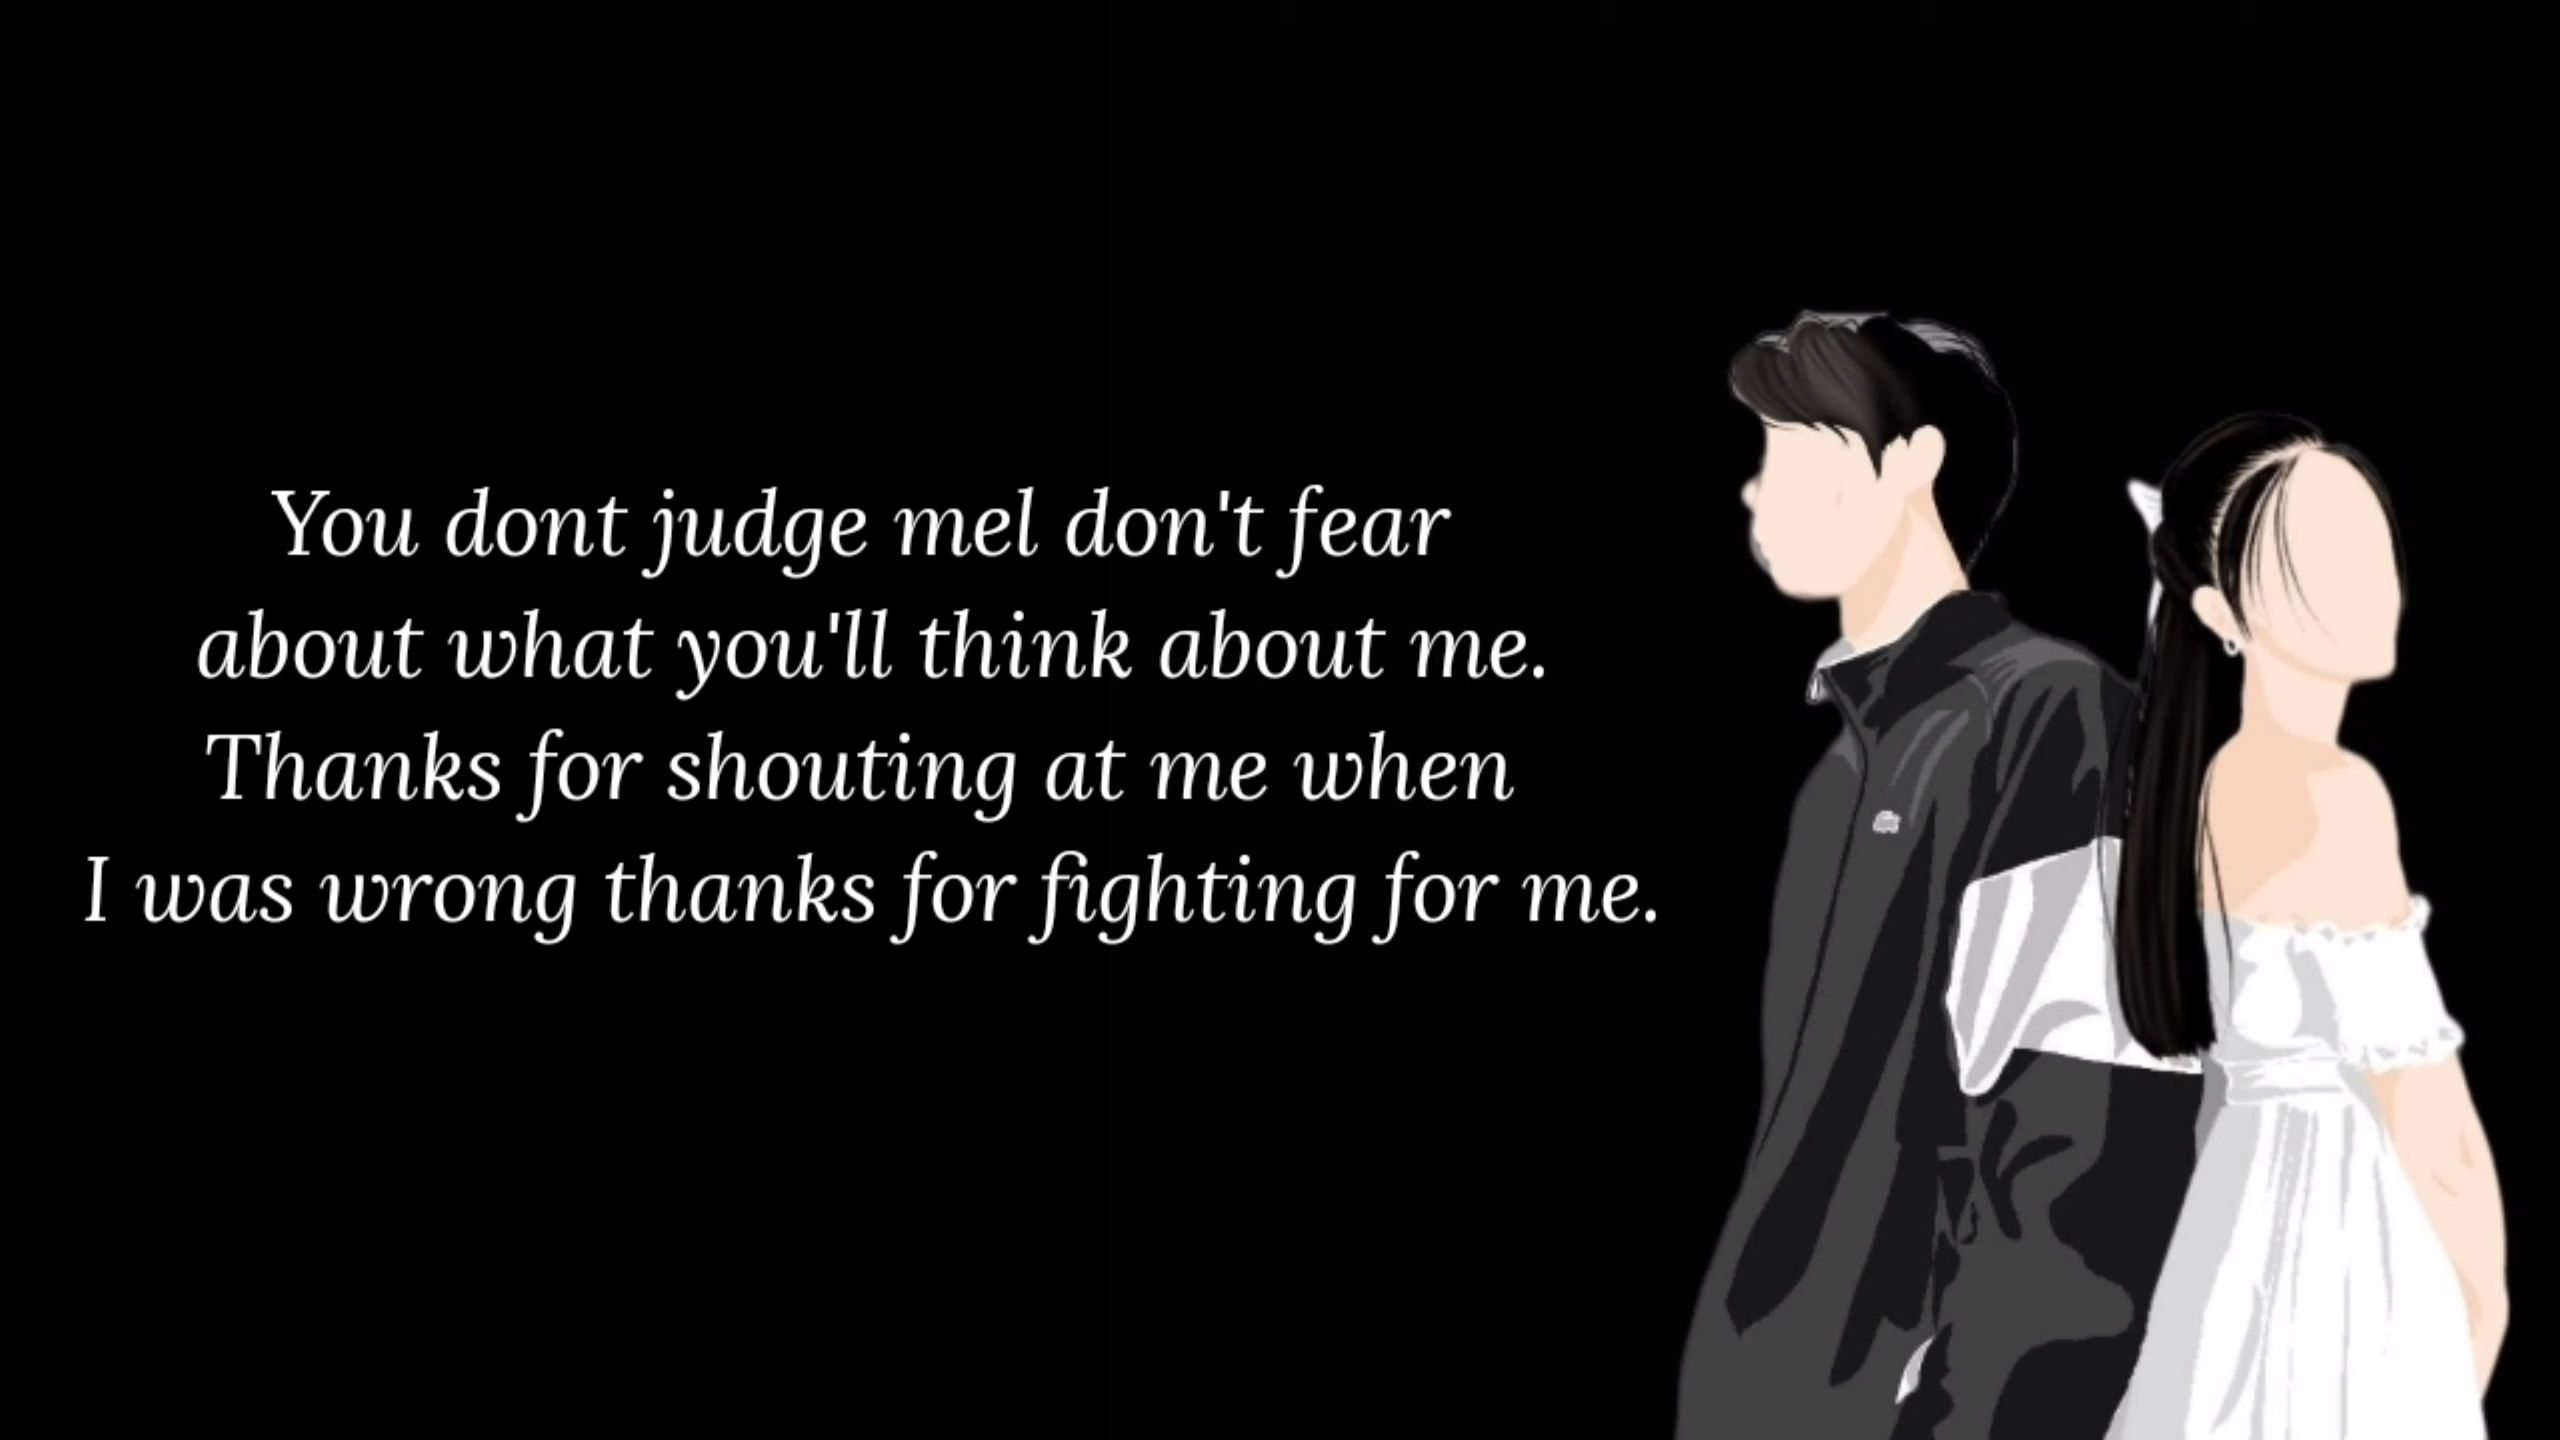 You dont judge mel don't fear
about what you'll think about me.
Thanks for shouting at me when
I was wrong thanks for fighting for me.